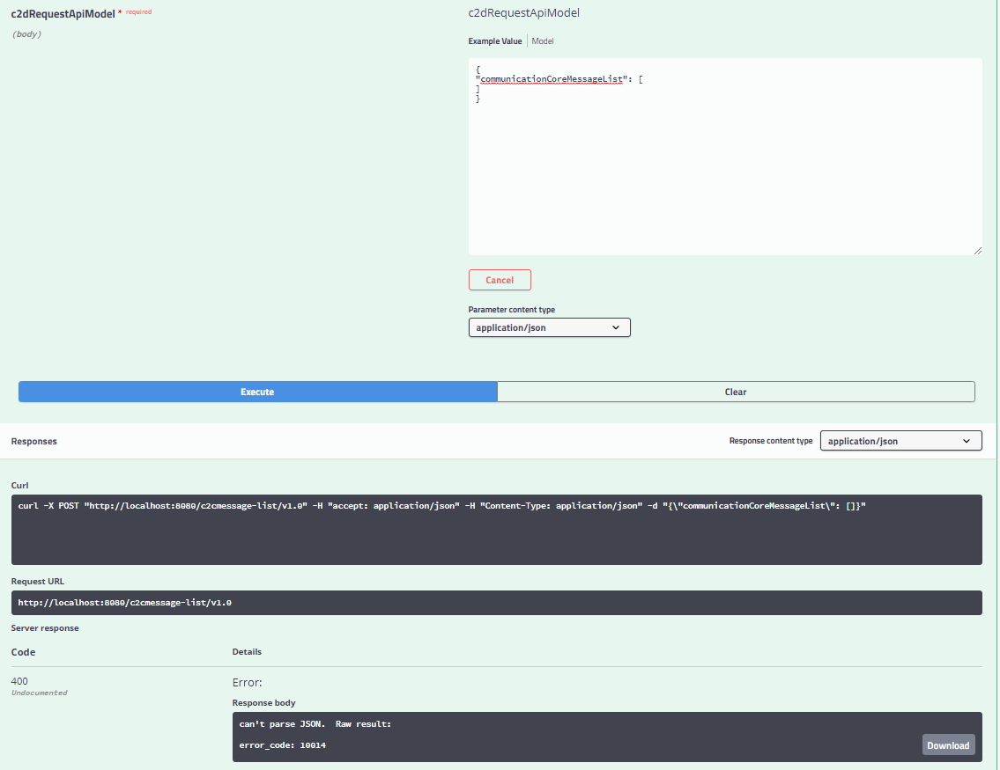 c2dRequestApiModel * required
(body)
c2dRequestApiModel
Example Value Model
{
"communicationCoreMessageList": [
]
}
Cancel
Parameter content type
application/json
Execute Clear
Responses Response content type application/json
Curl
curl -X POST "http://localhost:8080/c2cmessage-list/v1.0" -H "accept: application/json" -H "Content-Type: application/json" -d "{\"communicationCoreMessageList\": []}"
Request URL
http://localhost:8080/c2cmessage-list/v1.0
Server response
Code Details
400
Undocumented
Error:
Response body
can't parse JSON.  Raw result:
error_code: 10014
Download